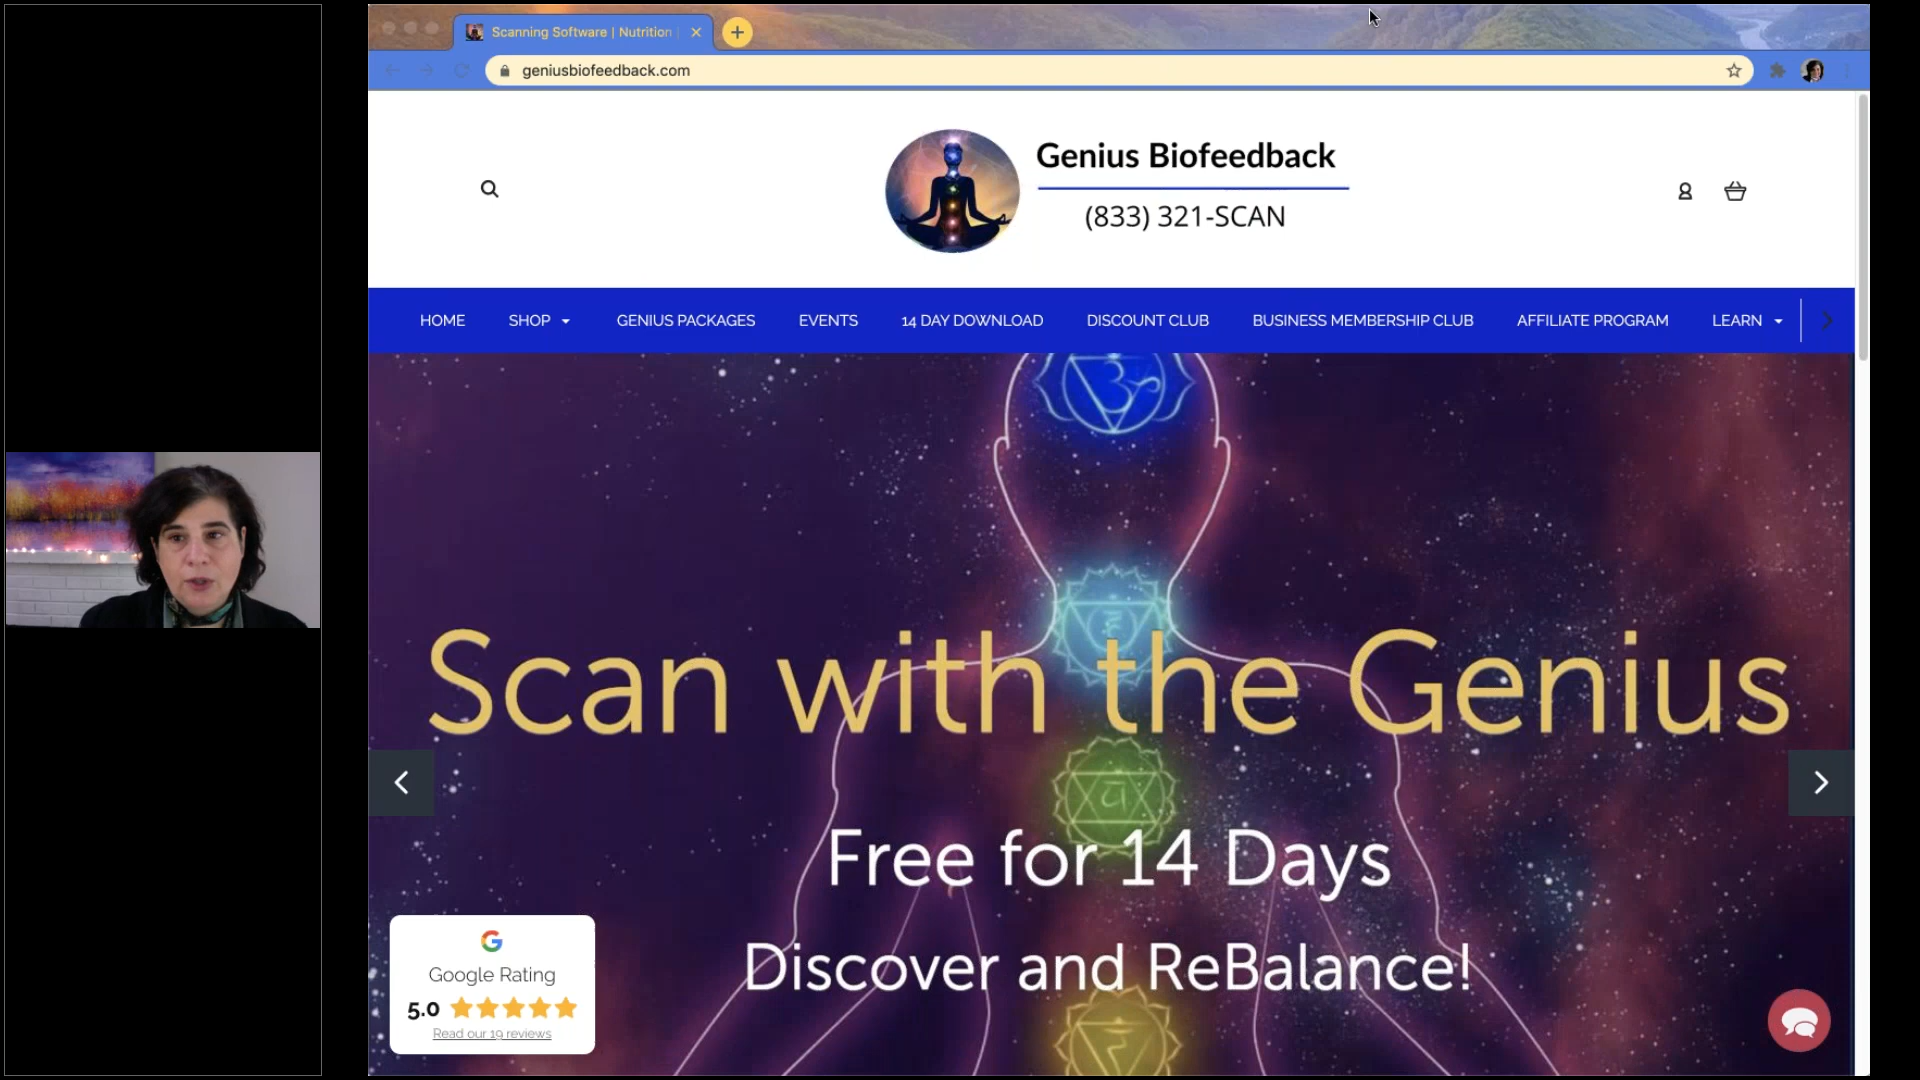 Scanning Software | Nutrition
geniusbiofeedback.com
Genius Biofeedback
(833) 321-SCAN
HOME SHOP GENIUS PACKAGES EVENTS 14 DAY DOWNLOAD DISCOUNT CLUB BUSINESS MEMBERSHIP CLUB AFFILIATE PROGRAM LEARN
Scan with the Genius
Free for 14 Days
Discover and ReBalance!
Google Rating
5.0
Read our 19 reviews